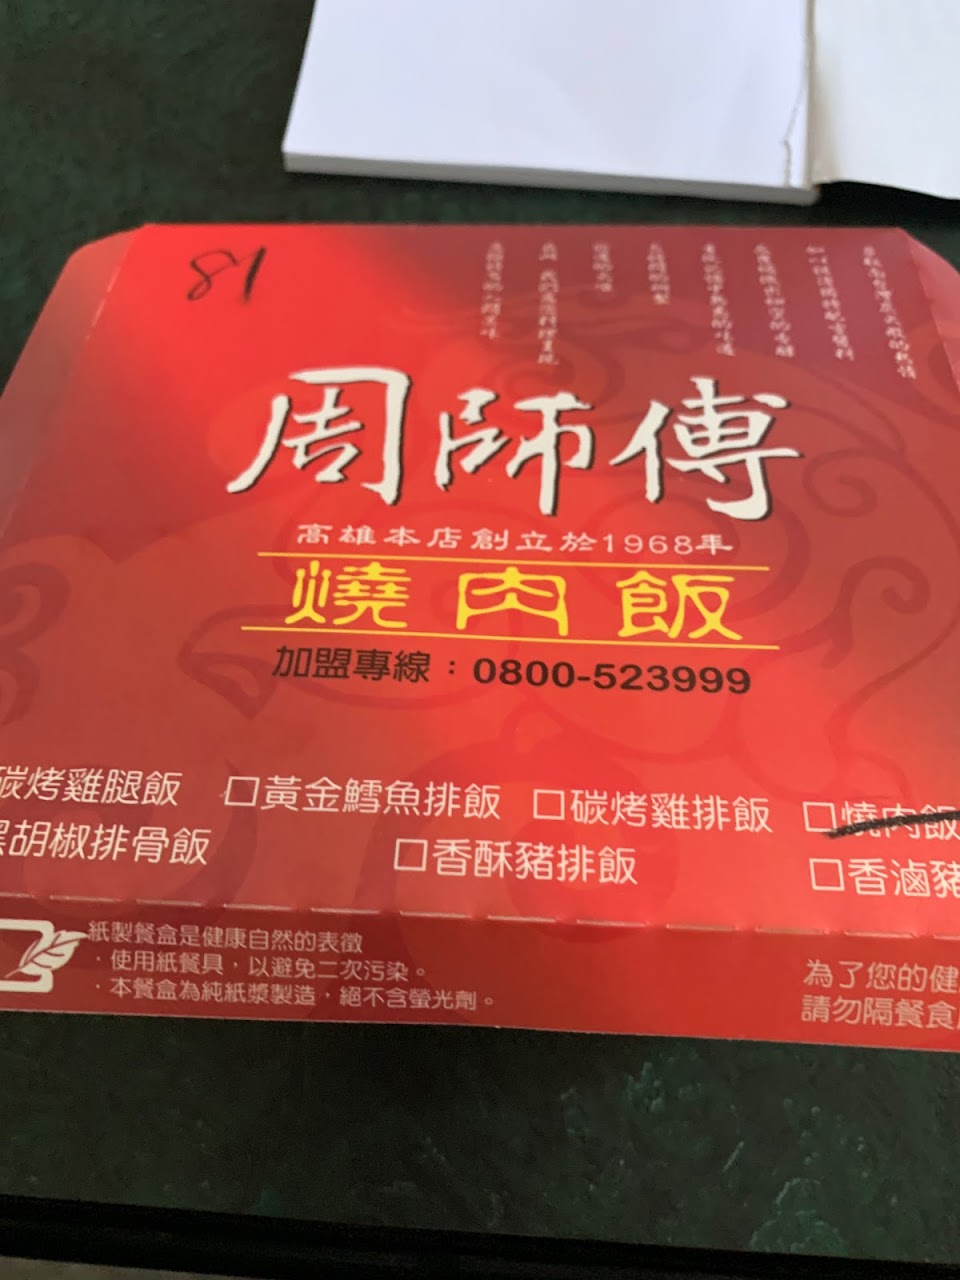 81
周師傅
高雄本店創立於1968年
燒肉飯
加盟專線：0800-523999
碳烤雞腿飯 □黃金鱈魚排飯 □碳烤雞排飯 □燒肉飯
黑胡椒排骨飯 □香酥豬排飯 □香滷豬
紙製餐盒是健康自然的表徵
·使用紙餐具，以避免二次污染。
·本餐盒為純紙漿製造，絕不含螢光劑。
為了您的健
請勿隔餐食